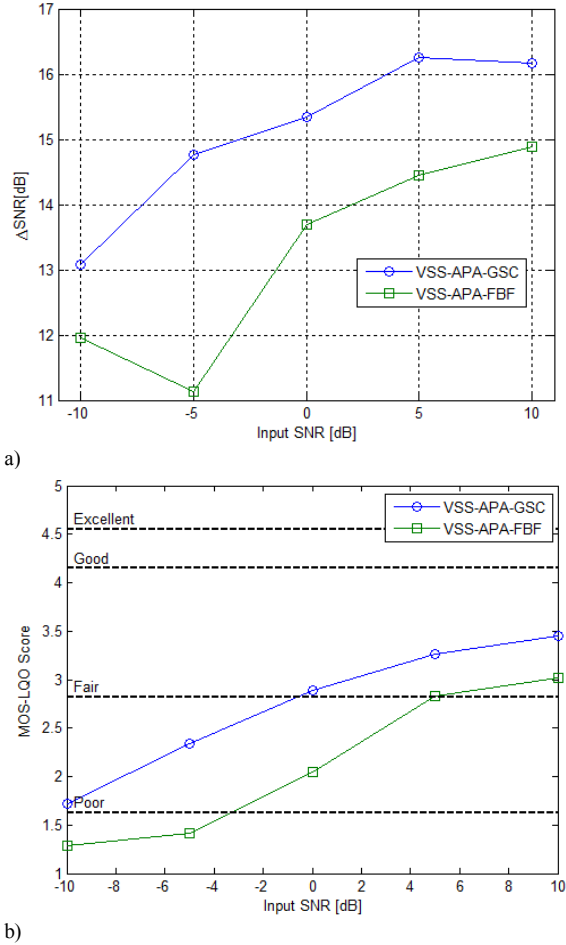 17
16
15
14
13
12
11
ΔSNR[dB]
VSS-APA-GSC
VSS-APA-FBF
-10 -5 0 5 10
Input SNR [dB]
a)
5
4.5
4
3.5
3
2.5
2
1.5
1
MOS-LQO Score
Excellent
Good
Fair
Poor
VSS-APA-GSC
VSS-APA-FBF
-10 -8 -6 -4 -2 0 2 4 6 8 10
Input SNR [dB]
b)